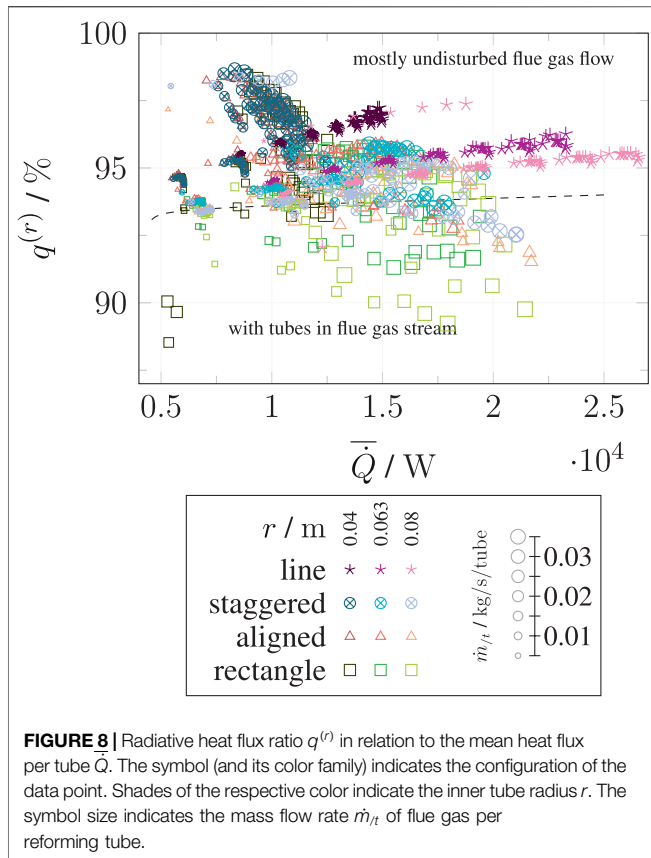 100
95
90
q^(r) / %
mostly undisturbed flue gas flow
with tubes in flue gas stream
0.5 1 1.5 2 2.5
Q̇ / W
·10^4
r / m 0.04 0.063 0.08
line
staggered
aligned
rectangle
ṁ/t / kg/s/tube
0.03
0.02
0.01
FIGURE 8 | Radiative heat flux ratio q^(r) in relation to the mean heat flux
per tube Q̇. The symbol (and its color family) indicates the configuration of the
data point. Shades of the respective color indicate the inner tube radius r. The
symbol size indicates the mass flow rate ṁ/t of flue gas per
reforming tube.